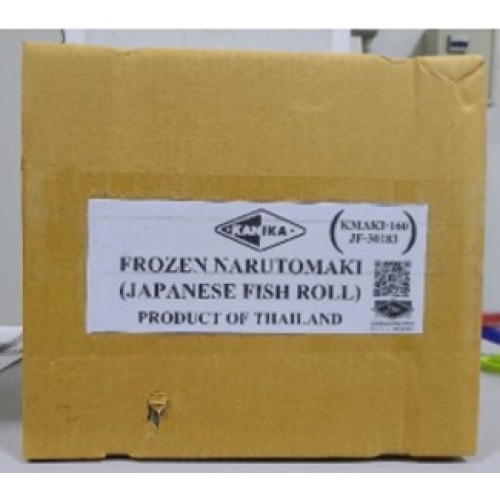 KANIKA
KMAKI-160
JF-30183
FROZEN NARUTOMAKI
(JAPANESE FISH ROLL)
PRODUCT OF THAILAND